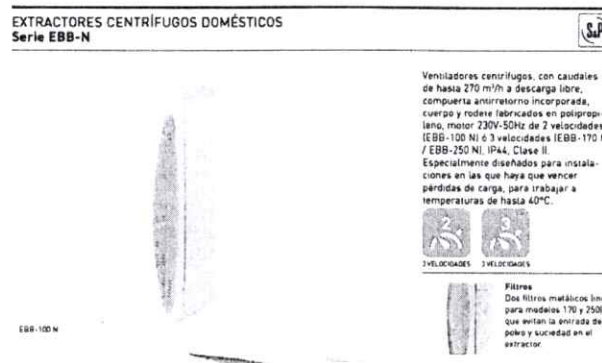 EXTRACTORES CENTRÍFUGOS DOMÉSTICOS
Serie EBB-N
S&P
Ventiladores centrífugos, con caudales
de hasta 270 m³/h a descarga libre,
compuerta antirretorno incorporada,
cuerpo y rodete fabricados en polipropi-
leno, motor 230V-50Hz de 2 velocidades
(EBB-100 N) ó 3 velocidades (EBB-170
/ EBB-250 N), IP44, Clase II.
Especialmente diseñados para instala-
ciones en las que haya que vencer
pérdidas de carga, para trabajar a
temperaturas de hasta 40°C.
2 3
2 VELOCIDADES 3 VELOCIDADES
Filtros
Dos filtros metálicos
para modelos 170 y
que evitan la entrada de
polvo y suciedad en el
extractor.
EBB-100 N